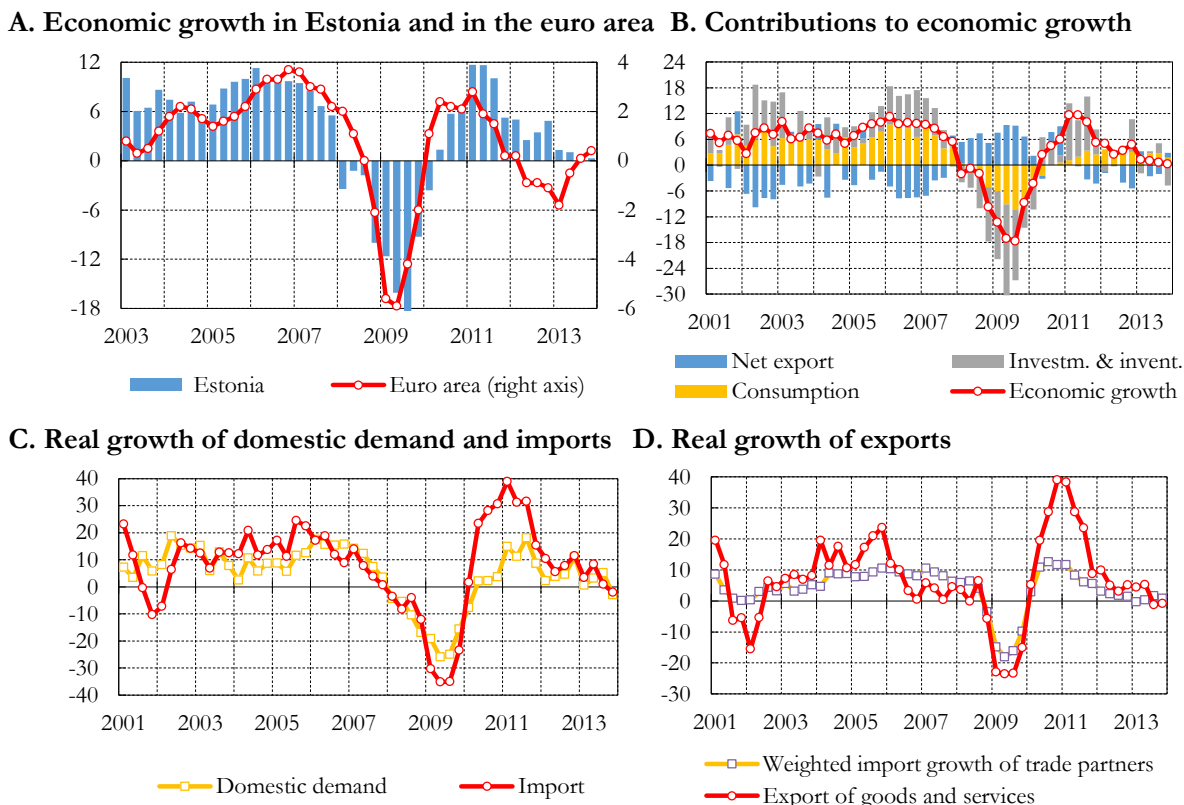 A. Economic growth in Estonia and in the euro area
12
6
0
-6
-12
-18
4
2
0
-2
-4
-6
2003 2005 2007 2009 2011 2013
Estonia
Euro area (right axis)
B. Contributions to economic growth
24
18
12
6
0
-6
-12
-18
-24
-30
2001 2003 2005 2007 2009 2011 2013
Net export
Investm. & invent.
Consumption
Economic growth
C. Real growth of domestic demand and imports
40
30
20
10
0
-10
-20
-30
-40
2001 2003 2005 2007 2009 2011 2013
Domestic demand
Import
D. Real growth of exports
40
30
20
10
0
-10
-20
-30
2001 2003 2005 2007 2009 2011 2013
Weighted import growth of trade partners
Export of goods and services